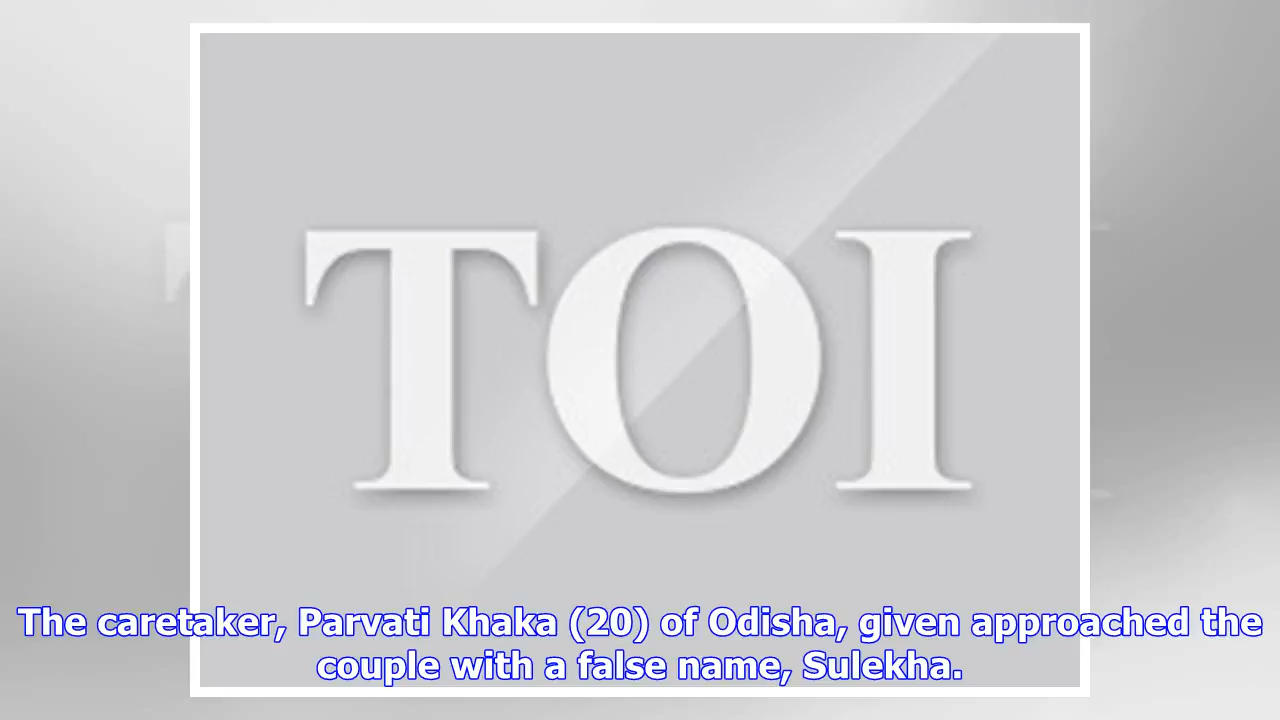 TOI
The caretaker, Parvati Khaka (20) of Odisha, given approached the
couple with a false name, Sulekha.